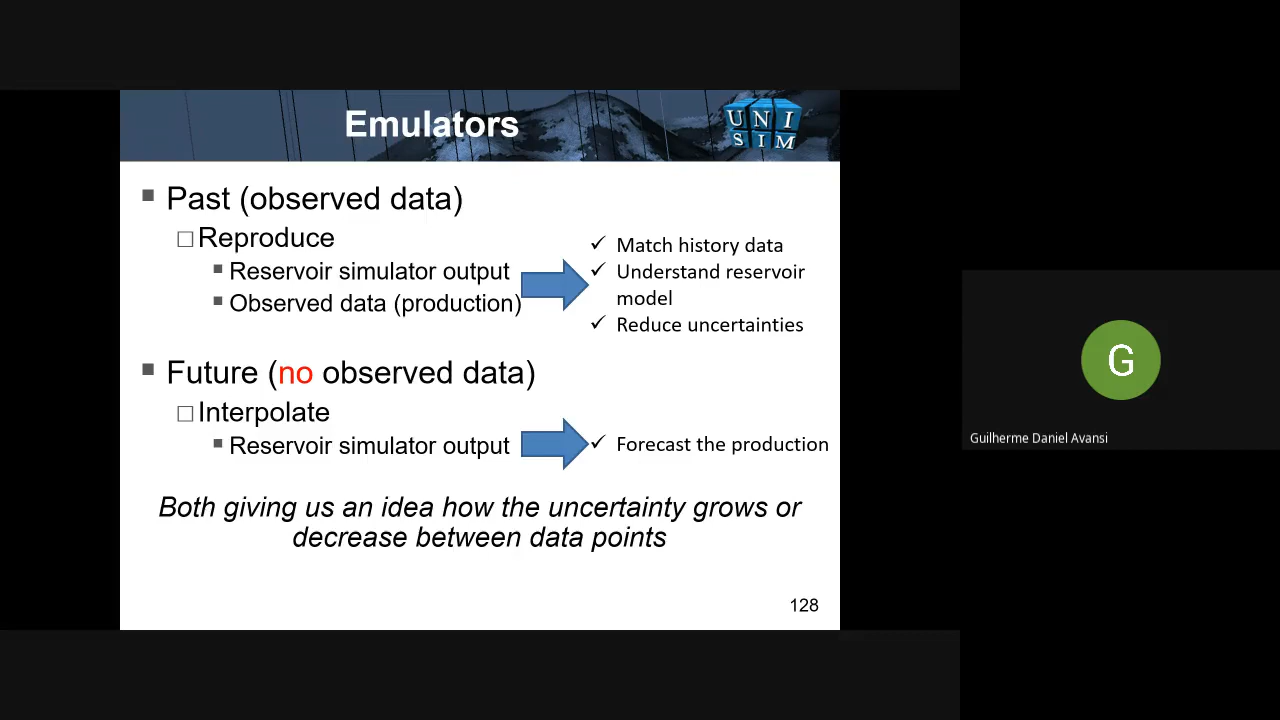 Emulators
UNI
SIM
Past (observed data)
Reproduce
Reservoir simulator output
Observed data (production)
✓ Match history data
✓ Understand reservoir
model
✓ Reduce uncertainties
Future (no observed data)
Interpolate
Reservoir simulator output
✓ Forecast the production
Both giving us an idea how the uncertainty grows or
decrease between data points
128
G
Guilherme Daniel Avansi